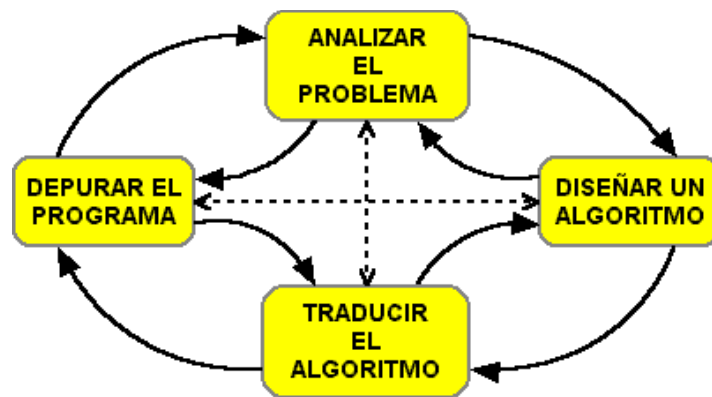 ANALIZAR
EL
PROBLEMA
DEPURAR EL
PROGRAMA
DISEÑAR UN
ALGORITMO
TRADUCIR
EL
ALGORITMO